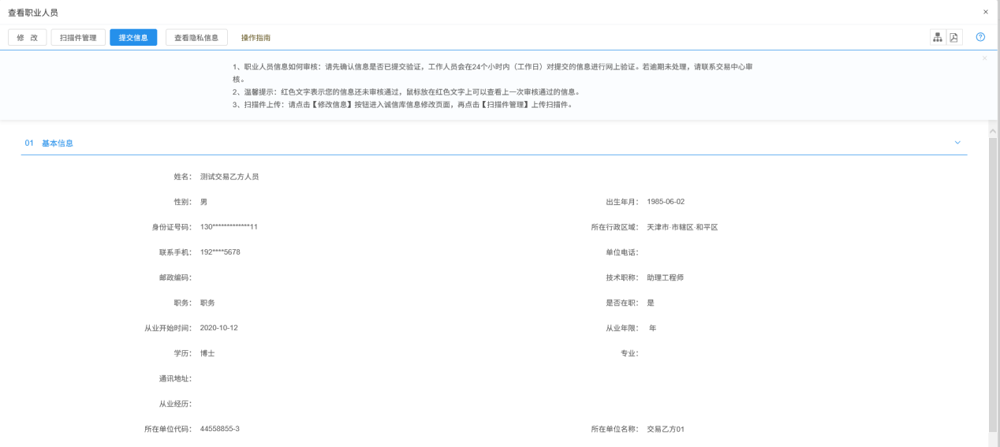 查看职业人员
修 改 扫描件管理 提交信息 查看隐私信息 操作指南
1、职业人员信息如何审核：请先确认信息是否已提交验证，工作人员会在24个小时内（工作日）对提交的信息进行网上验证。若逾期未处理，请联系交易中心审
核。
2、温馨提示：红色文字表示您的信息还未审核通过，鼠标放在红色文字上可以查看上一次审核通过的信息。
3、扫描件上传：请点击【修改信息】按钮进入诚信库信息修改页面，再点击【扫描件管理】上传扫描件。
01 基本信息
姓名： 测试交易乙方人员
性别： 男 出生年月： 1985-06-02
身份证号码： 130*************11 所在行政区域： 天津市·市辖区·和平区
联系手机： 192****5678 单位电话：
邮政编码： 技术职称： 助理工程师
职务： 职务 是否在职： 是
从业开始时间： 2020-10-12 从业年限： 年
学历： 博士 专业：
通讯地址：
从业经历：
所在单位代码： 44558855-3 所在单位名称： 交易乙方01